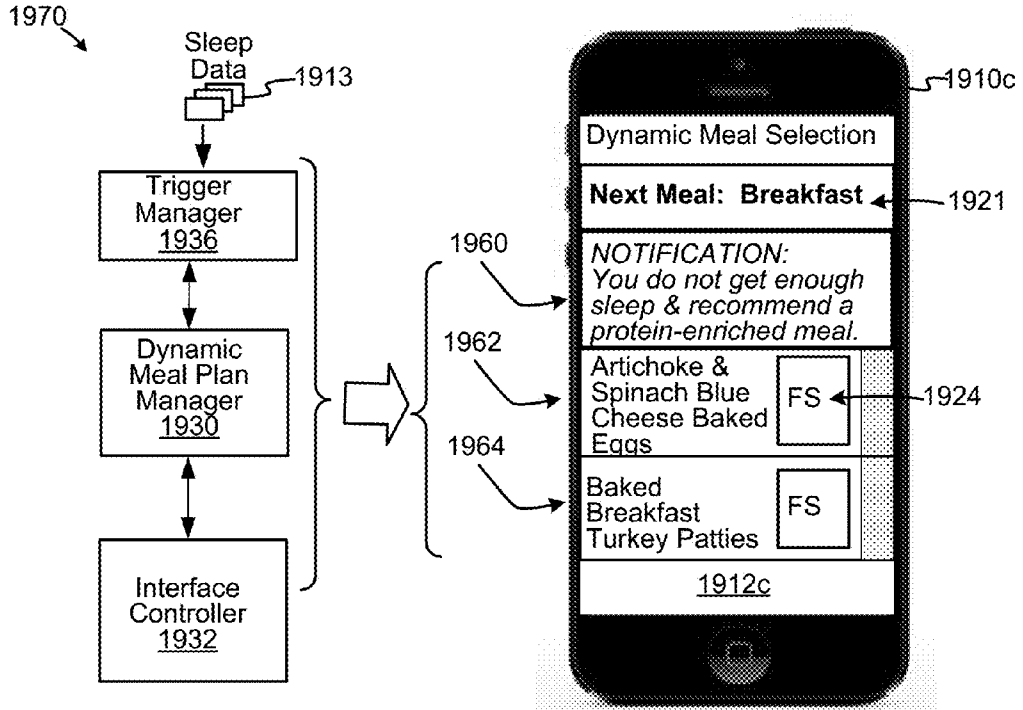 1970
Sleep
Data
1913
Trigger
Manager
1936
Dynamic
Meal Plan
Manager
1930
Interface
Controller
1932
1960
1962
1964
1910c
Dynamic Meal Selection
Next Meal: Breakfast
1921
NOTIFICATION:
You do not get enough
sleep & recommend a
protein-enriched meal.
Artichoke &
Spinach Blue
Cheese Baked
Eggs
FS
1924
Baked
Breakfast
Turkey Patties
FS
1912c